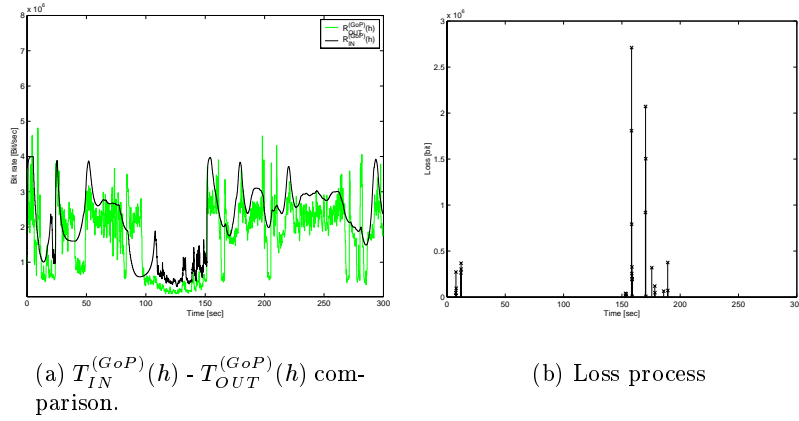 x 10^6
8
7
6
5
4
3
2
1
0 50 100 150 200 250 300
Bit rate [Bit/sec]
Time [sec]
R_OUT^(GoP)(h)
R_IN^(GoP)(h)
x 10^6
3
2.5
2
1.5
1
0.5
0
0 50 100 150 200 250 300
Loss [bit]
Time [sec]
(a) T_IN^(GoP)(h) - T_OUT^(GoP)(h) com-
parison.
(b) Loss process